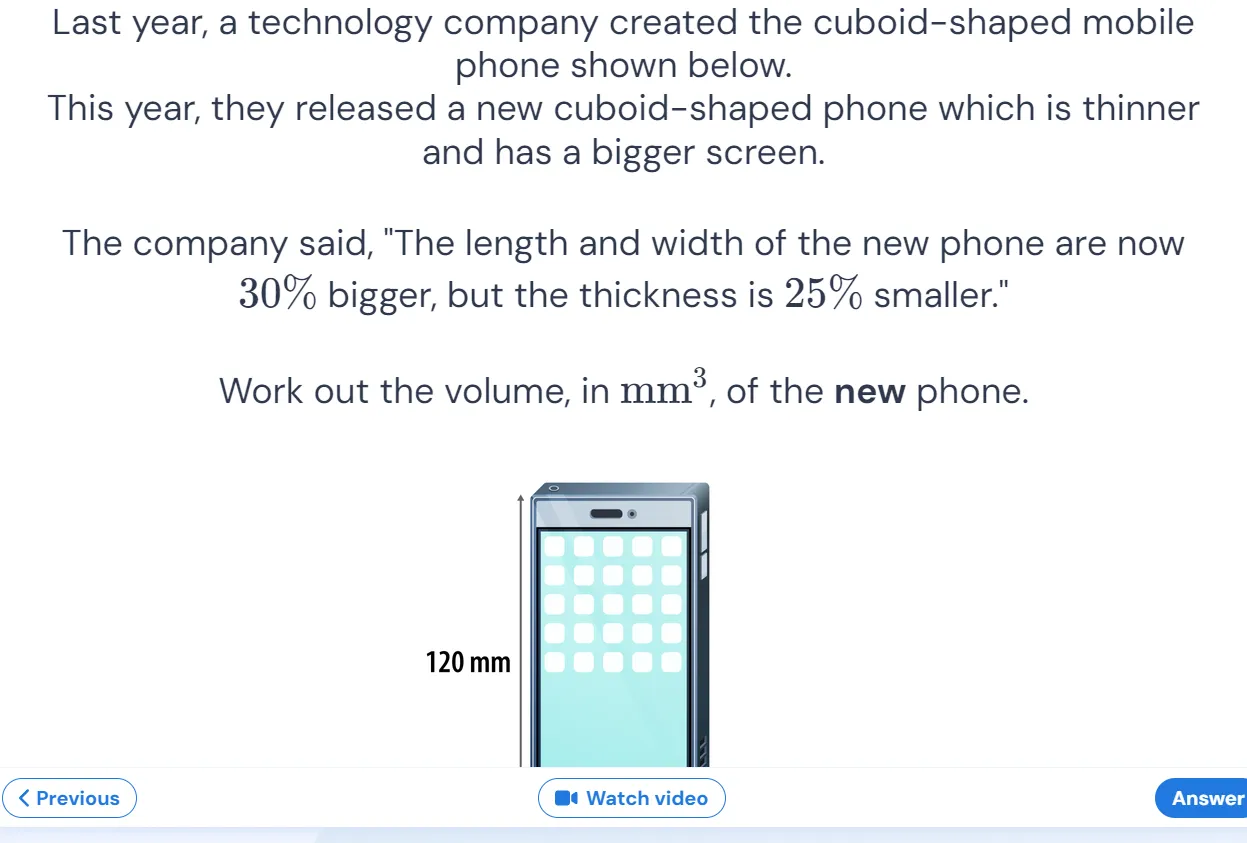 Last year, a technology company created the cuboid-shaped mobile
phone shown below.
This year, they released a new cuboid-shaped phone which is thinner
and has a bigger screen.
The company said, "The length and width of the new phone are now
30% bigger, but the thickness is 25% smaller."
Work out the volume, in mm³, of the new phone.
120 mm
Previous
Watch video
Answer